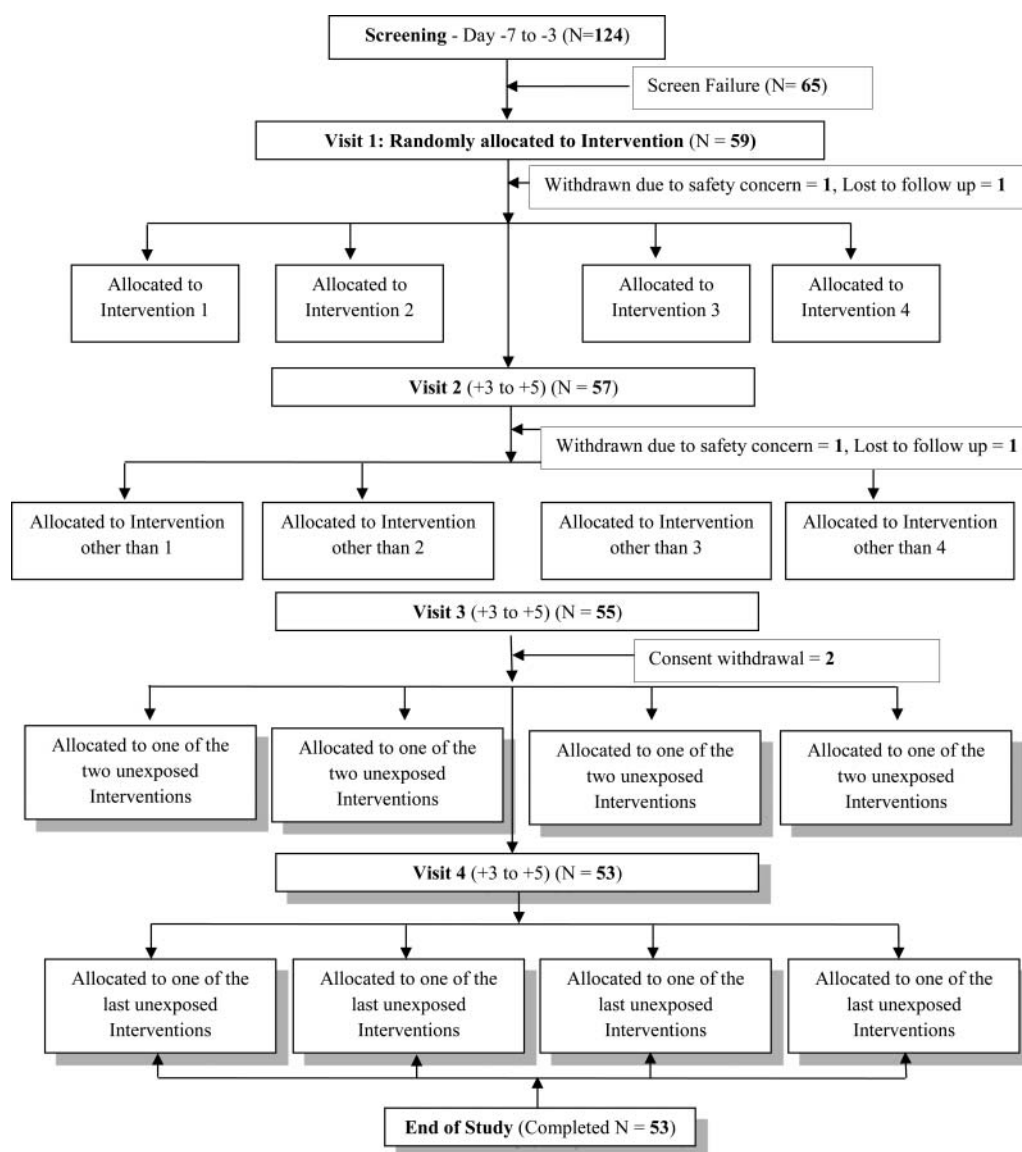 Screening - Day -7 to -3 (N=124)
Screen Failure (N= 65)
Visit 1: Randomly allocated to Intervention (N = 59)
Withdrawn due to safety concern = 1, Lost to follow up = 1
Allocated to
Intervention 1
Allocated to
Intervention 2
Allocated to
Intervention 3
Allocated to
Intervention 4
Visit 2 (+3 to +5) (N = 57)
Withdrawn due to safety concern = 1, Lost to follow up = 1
Allocated to Intervention
other than 1
Allocated to Intervention
other than 2
Allocated to Intervention
other than 3
Allocated to Intervention
other than 4
Visit 3 (+3 to +5) (N = 55)
Consent withdrawal = 2
Allocated to one of the
two unexposed
Interventions
Allocated to one of the
two unexposed
Interventions
Allocated to one of the
two unexposed
Interventions
Allocated to one of the
two unexposed
Interventions
Visit 4 (+3 to +5) (N = 53)
Allocated to one of the
last unexposed
Interventions
Allocated to one of the
last unexposed
Interventions
Allocated to one of the
last unexposed
Interventions
Allocated to one of the
last unexposed
Interventions
End of Study (Completed N = 53)